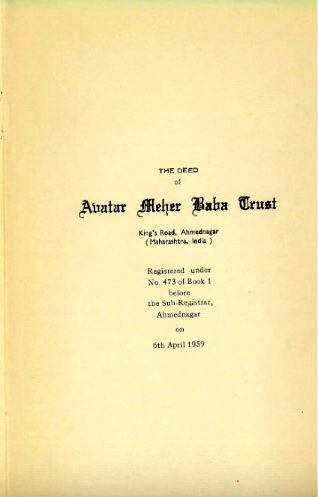 THE DEED
of
Avatar Meher Baba Trust
King's Road, Ahmednagar
( Maharashtra, India )
Registered under
No. 473 of Book 1
before
the Sub-Registrar,
Ahmednagar
on
6th April 1959